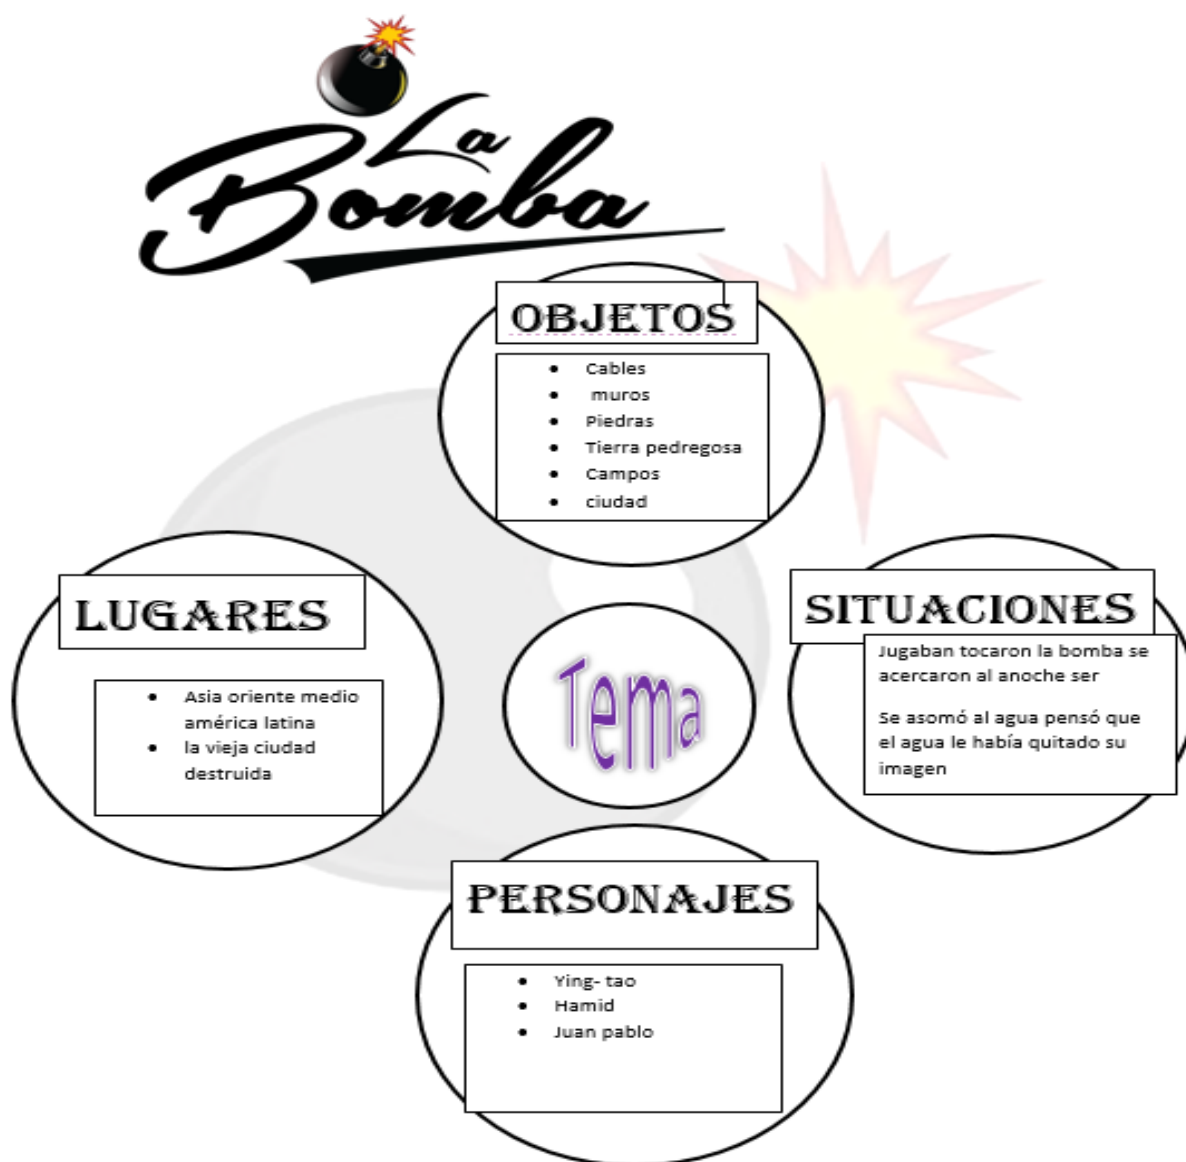 La
Bomba
OBJETOS
• Cables
• muros
• Piedras
• Tierra pedregosa
• Campos
• ciudad
LUGARES
• Asia oriente medio
américa latina
• la vieja ciudad
destruida
Tema
SITUACIONES
Jugaban tocaron la bomba se
acercaron al anoche ser
Se asomó al agua pensó que
el agua le había quitado su
imagen
PERSONAJES
• Ying- tao
• Hamid
• Juan pablo